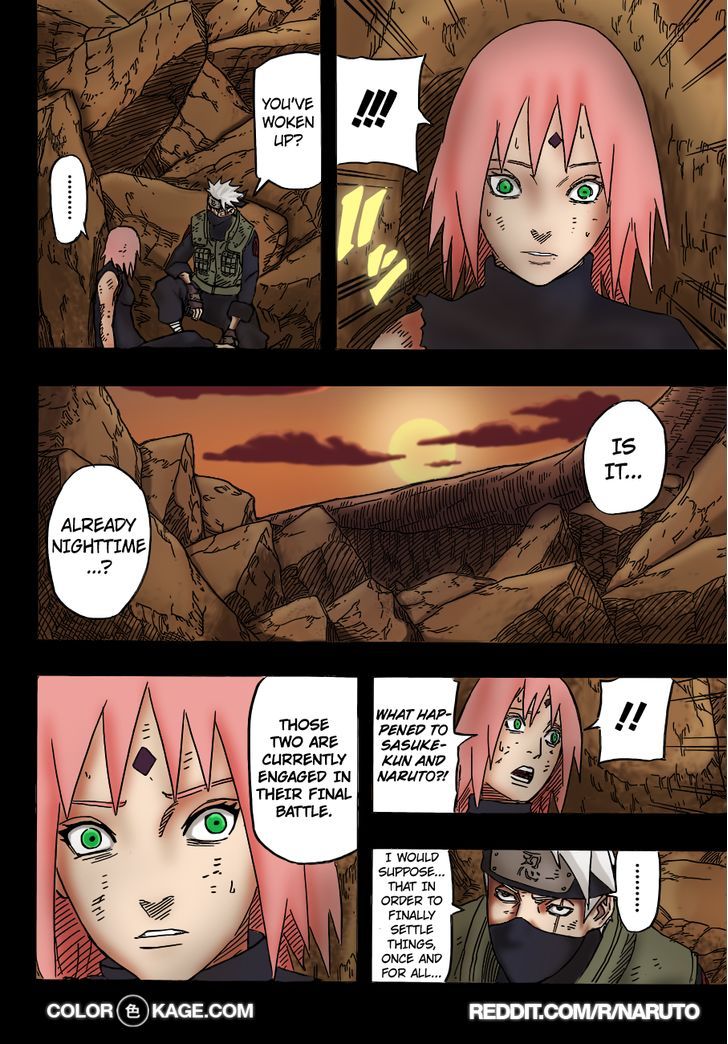 !!!
YOU'VE
WOKEN
UP?
.........
IS
IT...
ALREADY
NIGHTTIME
...?
!!
WHAT HAP-
PENED TO
SASUKE-
KUN AND
NARUTO?!
.........
忍
I WOULD
SUPPOSE...
THAT IN
ORDER TO
FINALLY
SETTLE
THINGS,
ONCE AND
FOR ALL...
THOSE
TWO ARE
CURRENTLY
ENGAGED IN
THEIR FINAL
BATTLE.
COLOR 色 KAGE.COM
REDDIT.COM/R/NARUTO